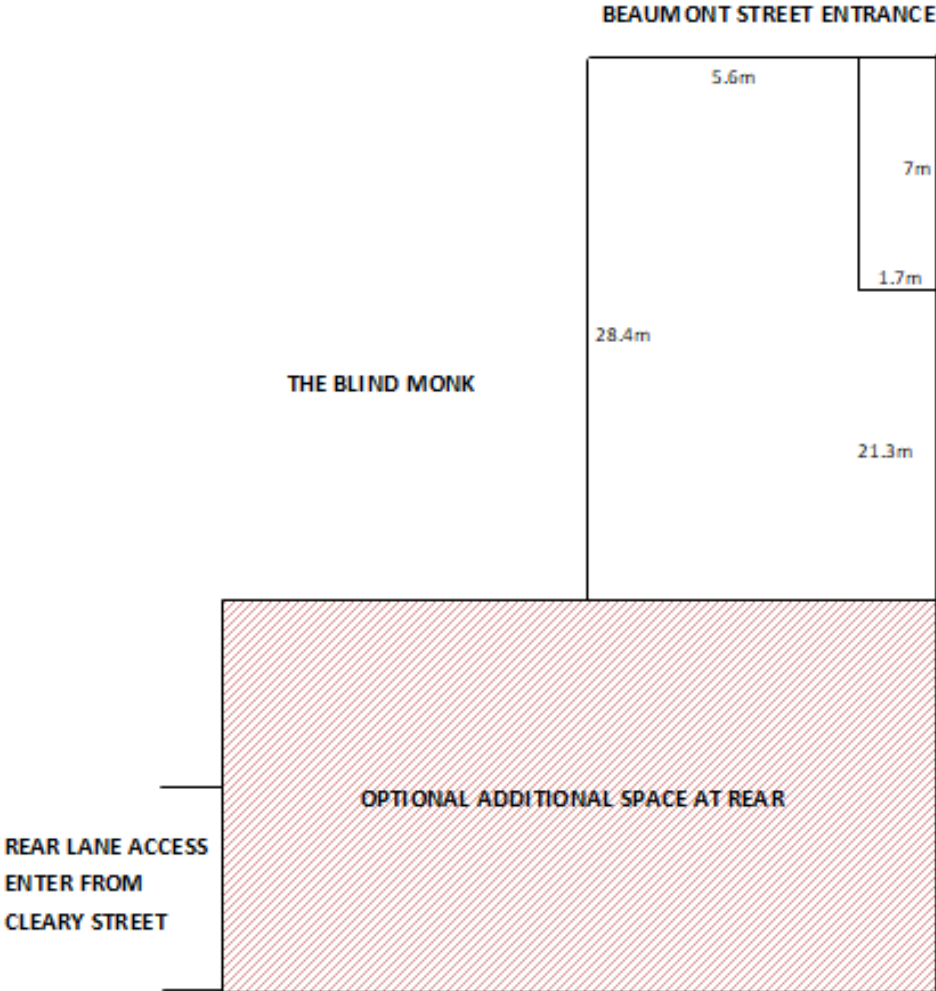 BEAUMONT STREET ENTRANCE
5.6m
7m
1.7m
28.4m
THE BLIND MONK
21.3m
OPTIONAL ADDITIONAL SPACE AT REAR
REAR LANE ACCESS
ENTER FROM
CLEARY STREET